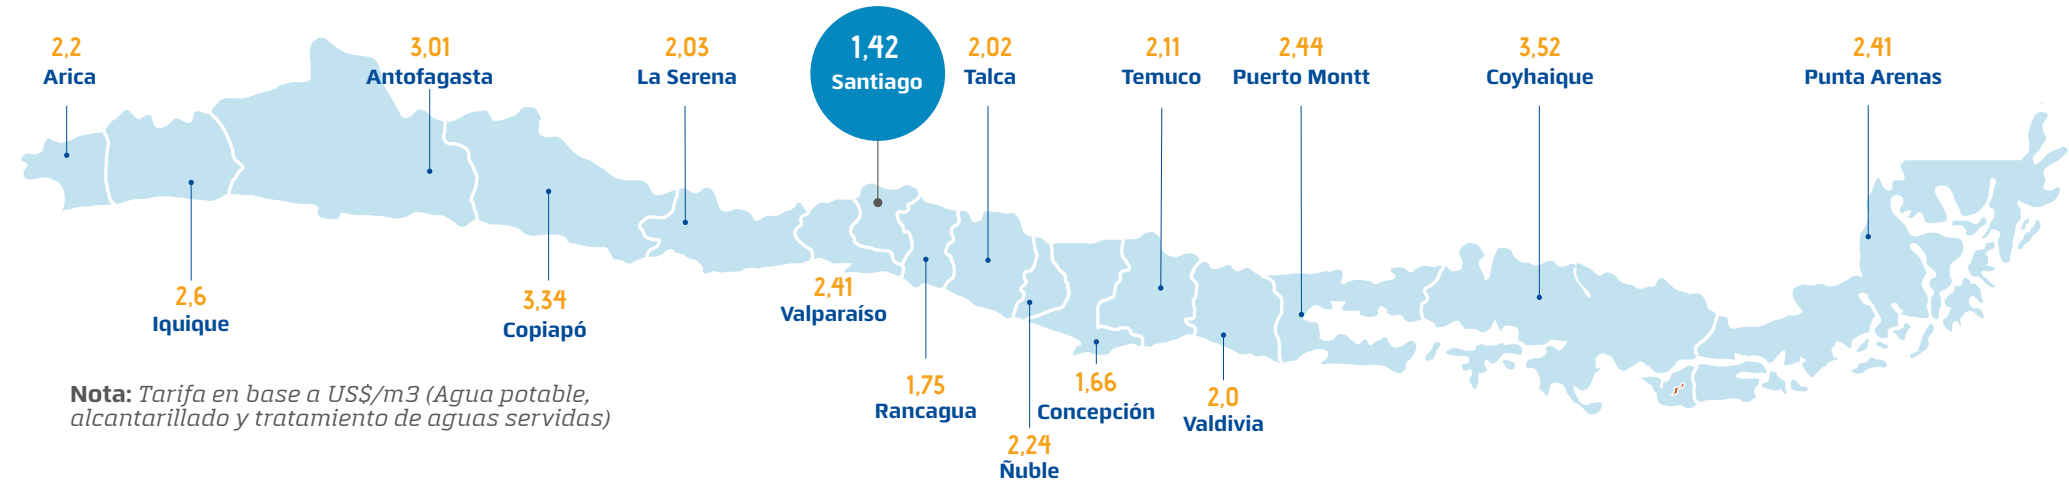 2,2
Arica
3,01
Antofagasta
2,03
La Serena
1,42
Santiago
2,02
Talca
2,11
Temuco
2,44
Puerto Montt
3,52
Coyhaique
2,41
Punta Arenas
2,6
Iquique
3,34
Copiapó
2,41
Valparaíso
1,75
Rancagua
2,24
Ñuble
1,66
Concepción
2,0
Valdivia
Nota: Tarifa en base a US$/m3 (Agua potable,
alcantarillado y tratamiento de aguas servidas)